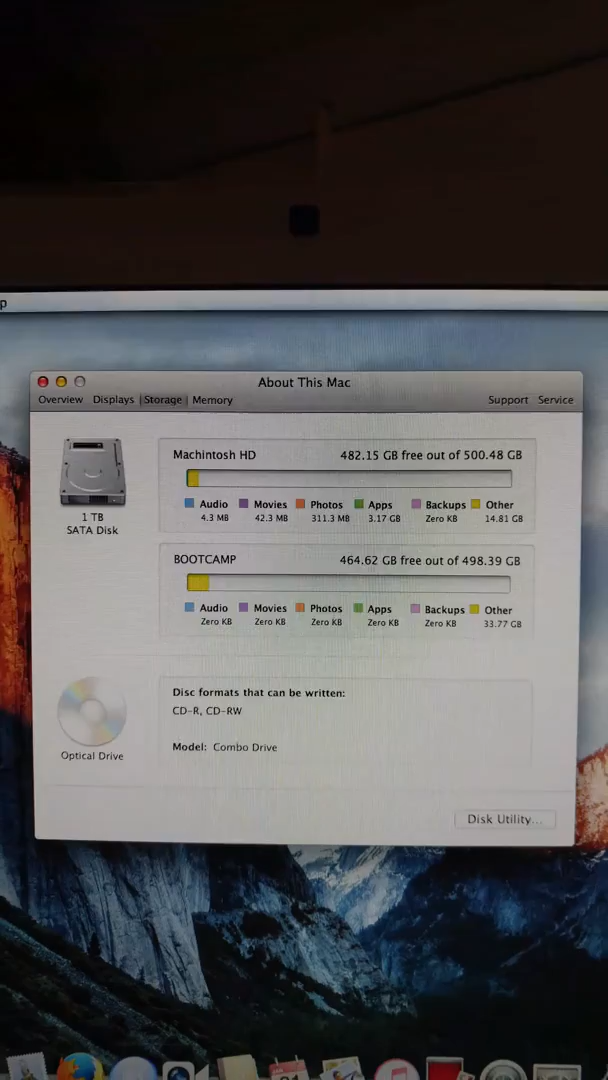 p
About This Mac
Overview Displays Storage Memory Support Service
Machintosh HD 482.15 GB free out of 500.48 GB
Audio Movies Photos Apps Backups Other
4.3 MB 42.3 MB 311.3 MB 3.17 GB Zero KB 14.81 GB
1 TB
SATA Disk
BOOTCAMP 464.62 GB free out of 498.39 GB
Audio Movies Photos Apps Backups Other
Zero KB Zero KB Zero KB Zero KB Zero KB 33.77 GB
Disc formats that can be written:
CD-R, CD-RW
Model: Combo Drive
Optical Drive
Disk Utility...